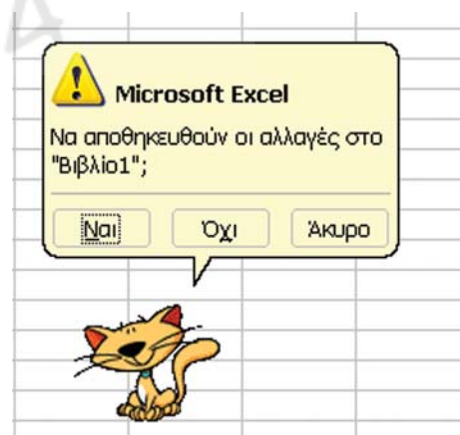 Microsoft Excel
Να αποθηκευθούν οι αλλαγές στο
"Βιβλίο1";
Ναι Όχι Άκυρο